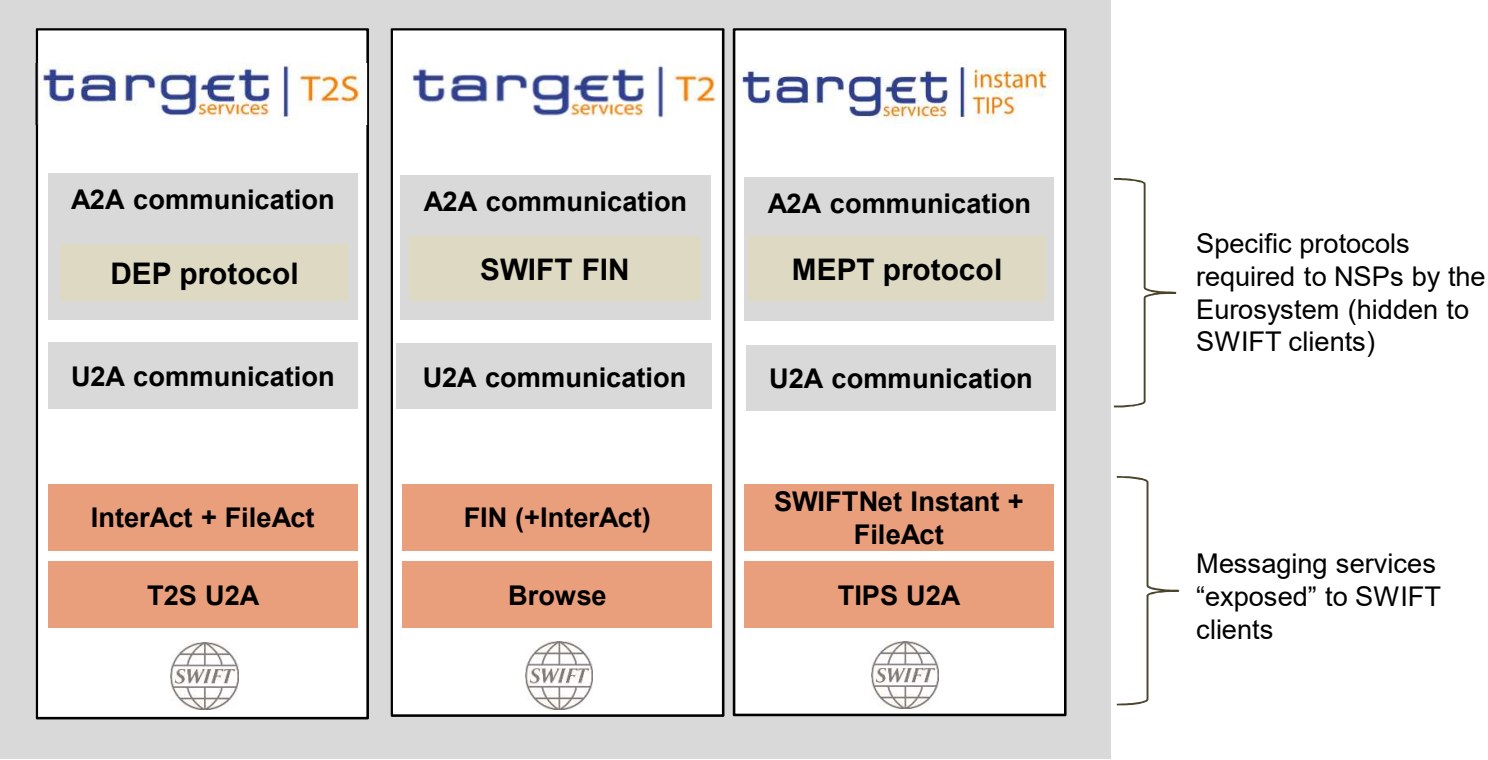 target services | T2S
A2A communication
DEP protocol
U2A communication
InterAct + FileAct
T2S U2A
SWIFT
target services | T2
A2A communication
SWIFT FIN
U2A communication
FIN (+InterAct)
Browse
SWIFT
target services | instant
TIPS
A2A communication
MEPT protocol
U2A communication
SWIFTNet Instant +
FileAct
TIPS U2A
SWIFT
Specific protocols
required to NSPs by the
Eurosystem (hidden to
SWIFT clients)
Messaging services
“exposed” to SWIFT
clients